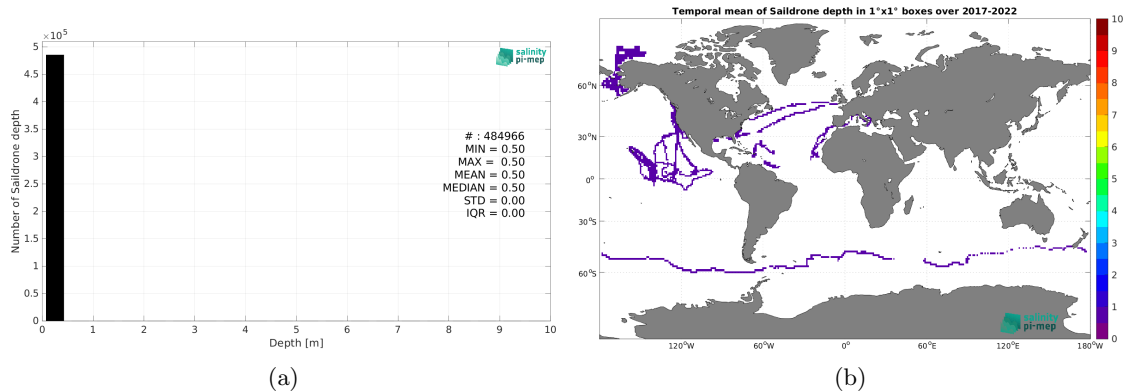 ×10⁵
5
4.5
4
3.5
3
2.5
2
1.5
1
0.5
0
Number of Saildrone depth
salinity
pi-mep
# : 484966
MIN = 0.50
MAX = 0.50
MEAN = 0.50
MEDIAN = 0.50
STD = 0.00
IQR = 0.00
0 1 2 3 4 5 6 7 8 9 10
Depth [m]
(a)
Temporal mean of Saildrone depth in 1°x1° boxes over 2017-2022
60°N
30°N
0°
30°S
60°S
120°W 60°W 0° 60°E 120°E 180°W
salinity
pi-mep
10
9
8
7
6
5
4
3
2
1
0
(b)